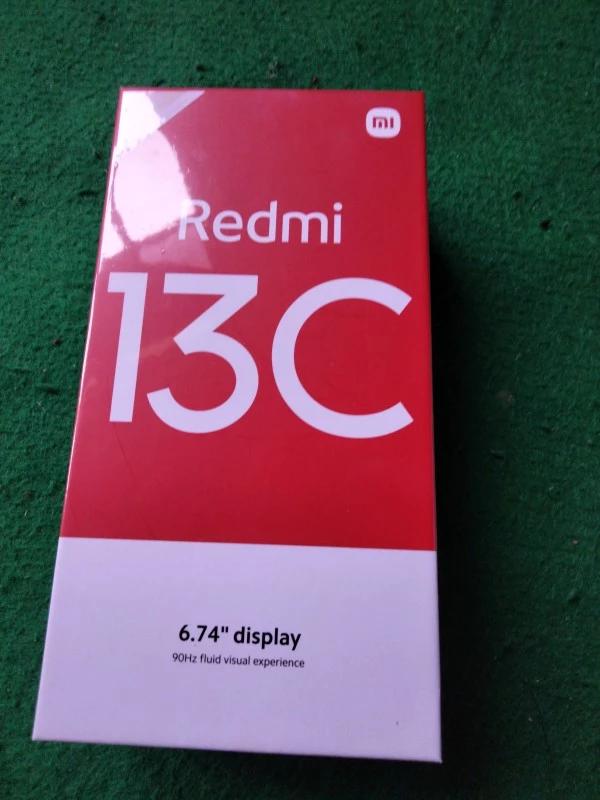 mi
Redmi
13C
6.74" display
90Hz fluid visual experience